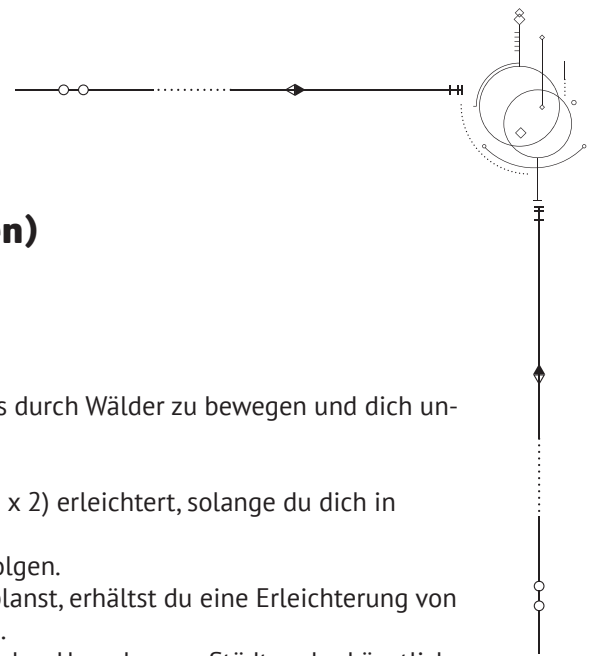 n)
s durch Wälder zu bewegen und dich un-
x 2) erleichtert, solange du dich in
olgen.
lanst, erhältst du eine Erleichterung von
.